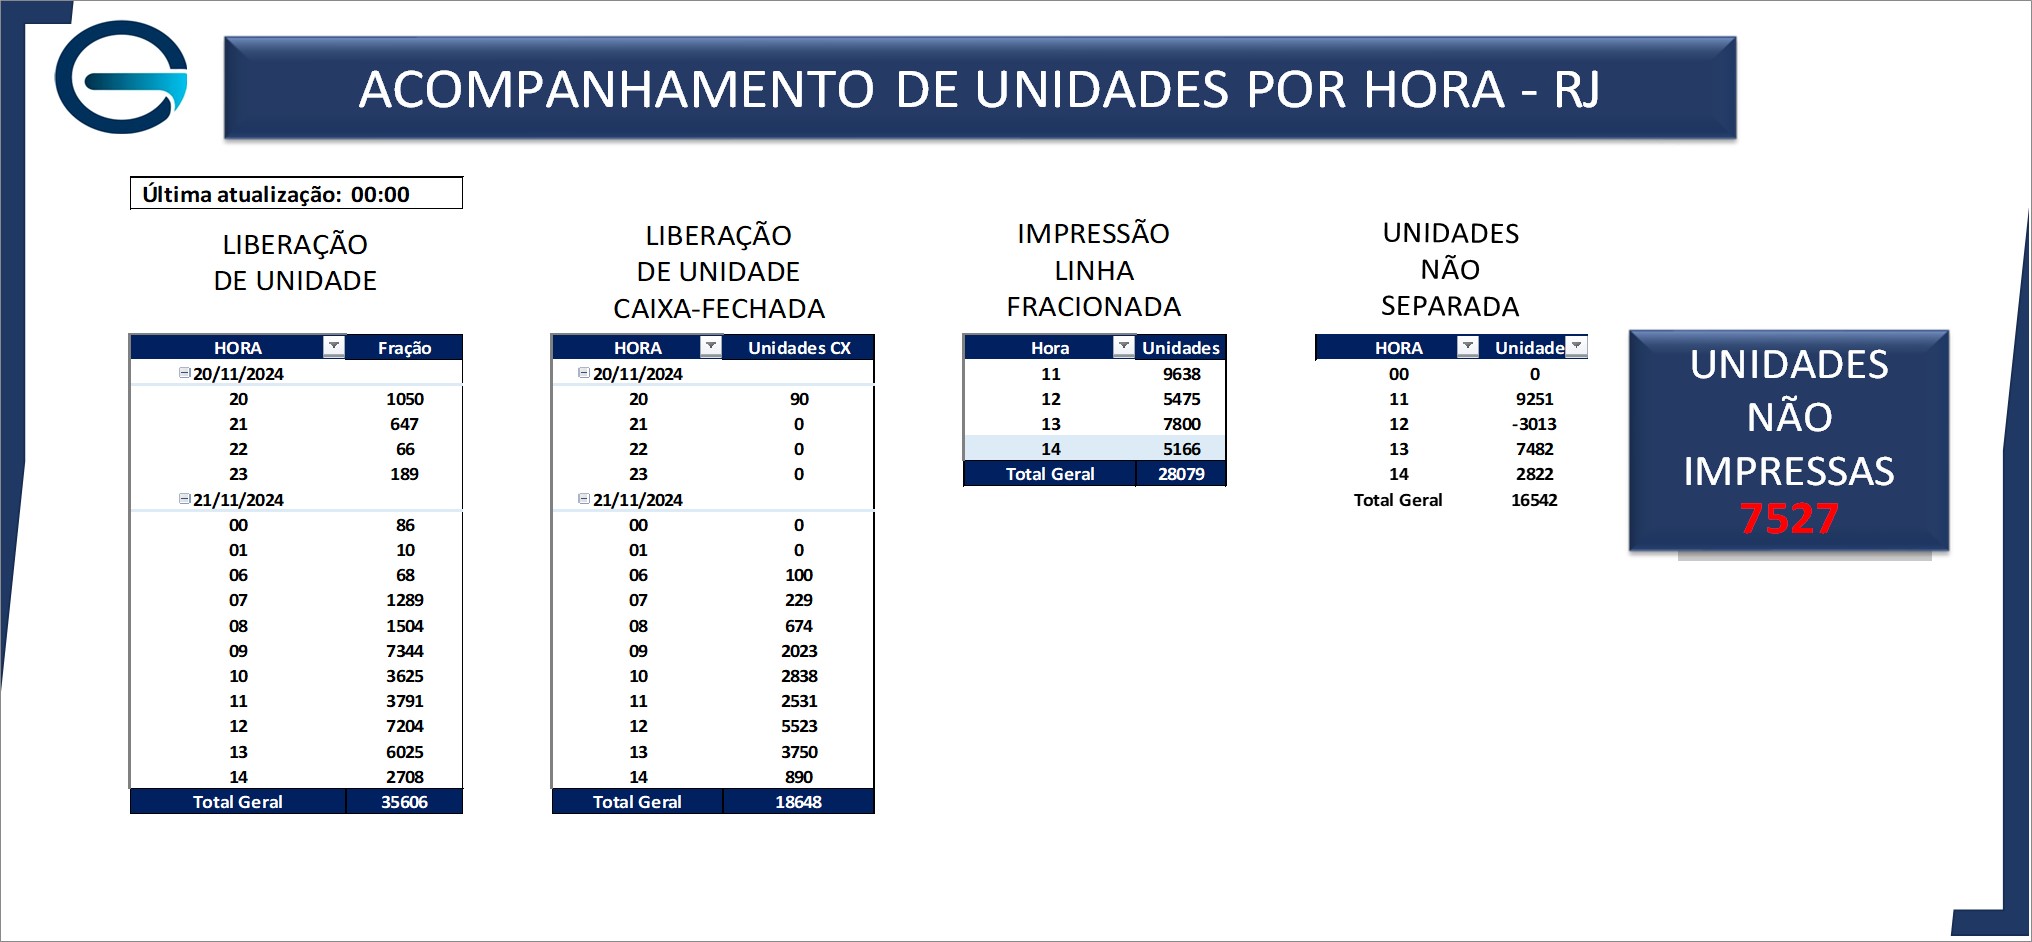 ACOMPANHAMENTO DE UNIDADES POR HORA - RJ
Última atualização: 00:00
LIBERAÇÃO
DE UNIDADE
HORA Fração
20/11/2024
20 1050
21 647
22 66
23 189
21/11/2024
00 86
01 10
06 68
07 1289
08 1504
09 7344
10 3625
11 3791
12 7204
13 6025
14 2708
Total Geral 35606
LIBERAÇÃO
DE UNIDADE
CAIXA-FECHADA
HORA Unidades CX
20/11/2024
20 90
21 0
22 0
23 0
21/11/2024
00 0
01 0
06 100
07 229
08 674
09 2023
10 2838
11 2531
12 5523
13 3750
14 890
Total Geral 18648
IMPRESSÃO
LINHA
FRACIONADA
Hora Unidades
11 9638
12 5475
13 7800
14 5166
Total Geral 28079
UNIDADES
NÃO
SEPARADA
HORA Unidade
00 0
11 9251
12 -3013
13 7482
14 2822
Total Geral 16542
UNIDADES
NÃO
IMPRESSAS
7527